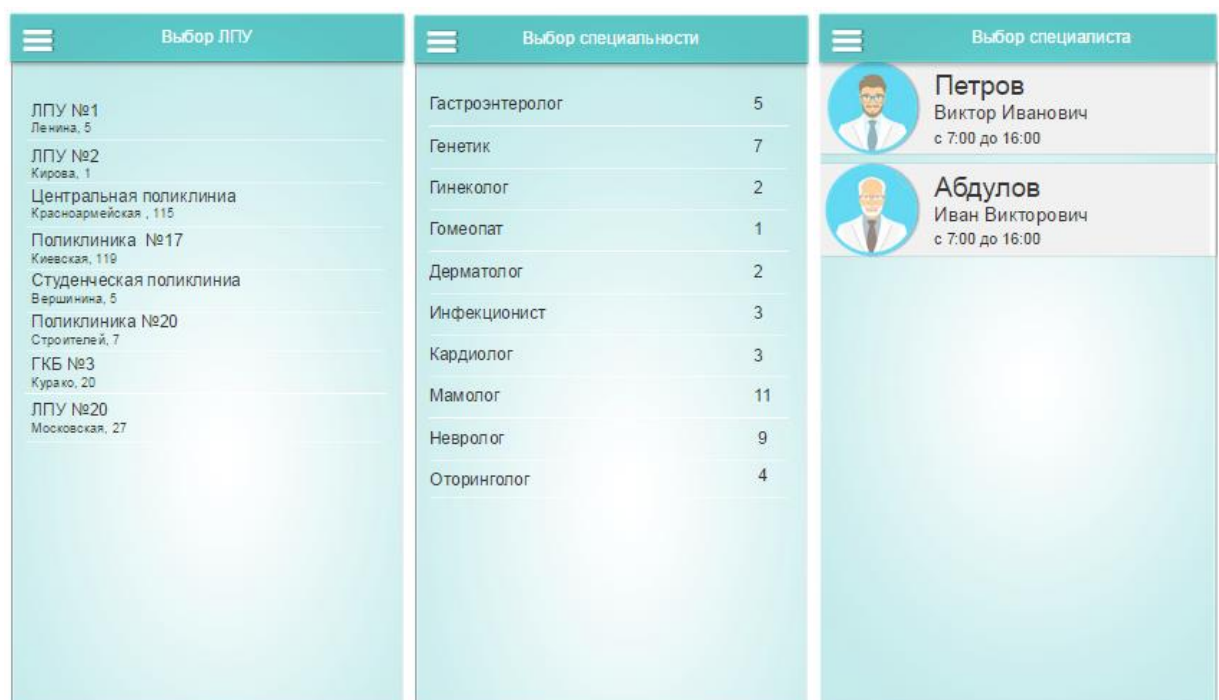 Выбор ЛПУ
ЛПУ №1
Ленина, 5
ЛПУ №2
Кирова, 1
Центральная поликлиниа
Красноармейская , 115
Поликлиника №17
Киевская, 119
Студенческая поликлиниа
Вершинина, 5
Поликлиника №20
Строителей, 7
ГКБ №3
Курако, 20
ЛПУ №20
Московская, 27
Выбор специальности
Гастроэнтеролог 5
Генетик 7
Гинеколог 2
Гомеопат 1
Дерматолог 2
Инфекционист 3
Кардиолог 3
Мамолог 11
Невролог 9
Оторинголог 4
Выбор специалиста
Петров
Виктор Иванович
с 7:00 до 16:00
Абдулов
Иван Викторович
с 7:00 до 16:00